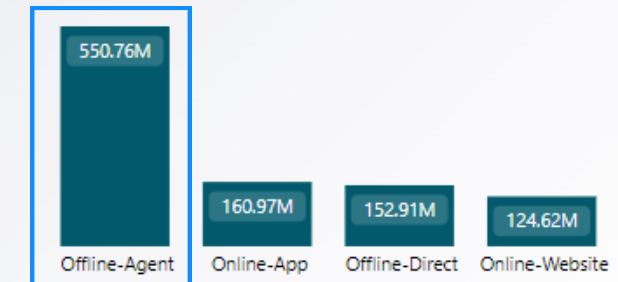 550.76M
160.97M
152.91M
124.62M
Offline-Agent
Online-App
Offline-Direct
Online-Website